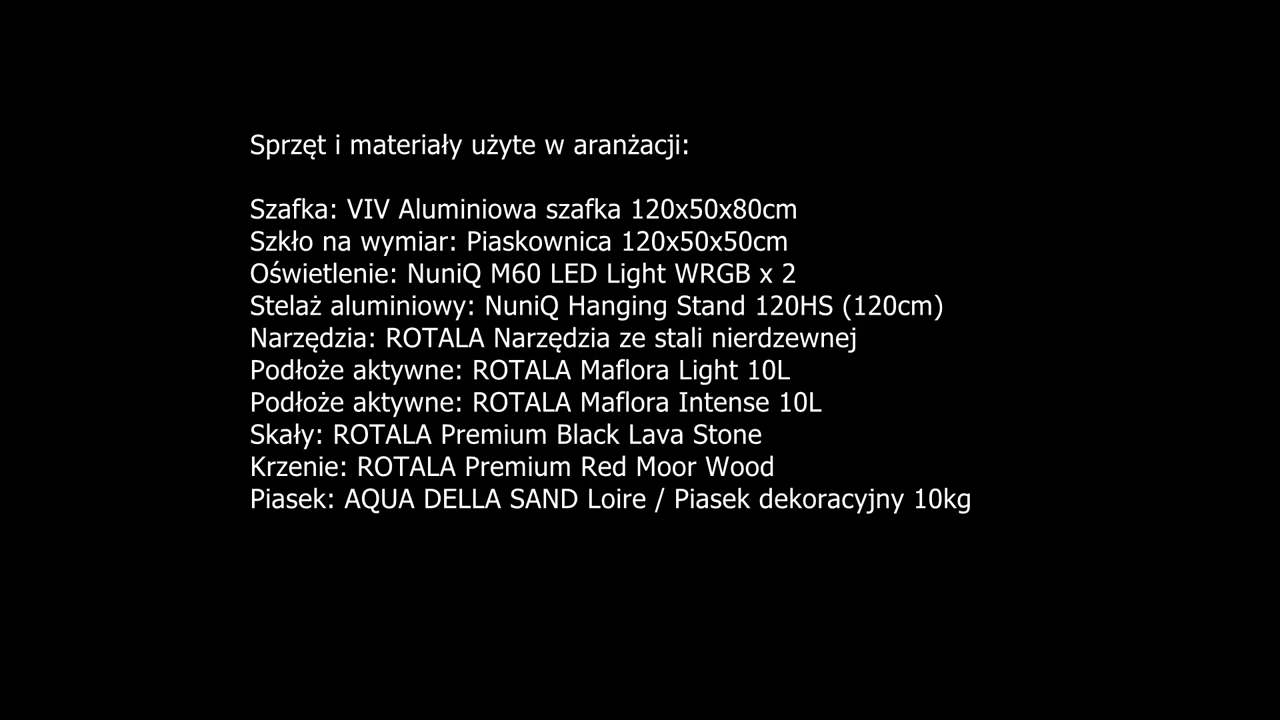 Sprzęt i materiały użyte w aranżacji:
Szafka: VIV Aluminiowa szafka 120x50x80cm
Szkło na wymiar: Piaskownica 120x50x50cm
Oświetlenie: NuniQ M60 LED Light WRGB x 2
Stelaż aluminiowy: NuniQ Hanging Stand 120HS (120cm)
Narzędzia: ROTALA Narzędzia ze stali nierdzewnej
Podłoże aktywne: ROTALA Maflora Light 10L
Podłoże aktywne: ROTALA Maflora Intense 10L
Skały: ROTALA Premium Black Lava Stone
Krzenie: ROTALA Premium Red Moor Wood
Piasek: AQUA DELLA SAND Loire / Piasek dekoracyjny 10kg